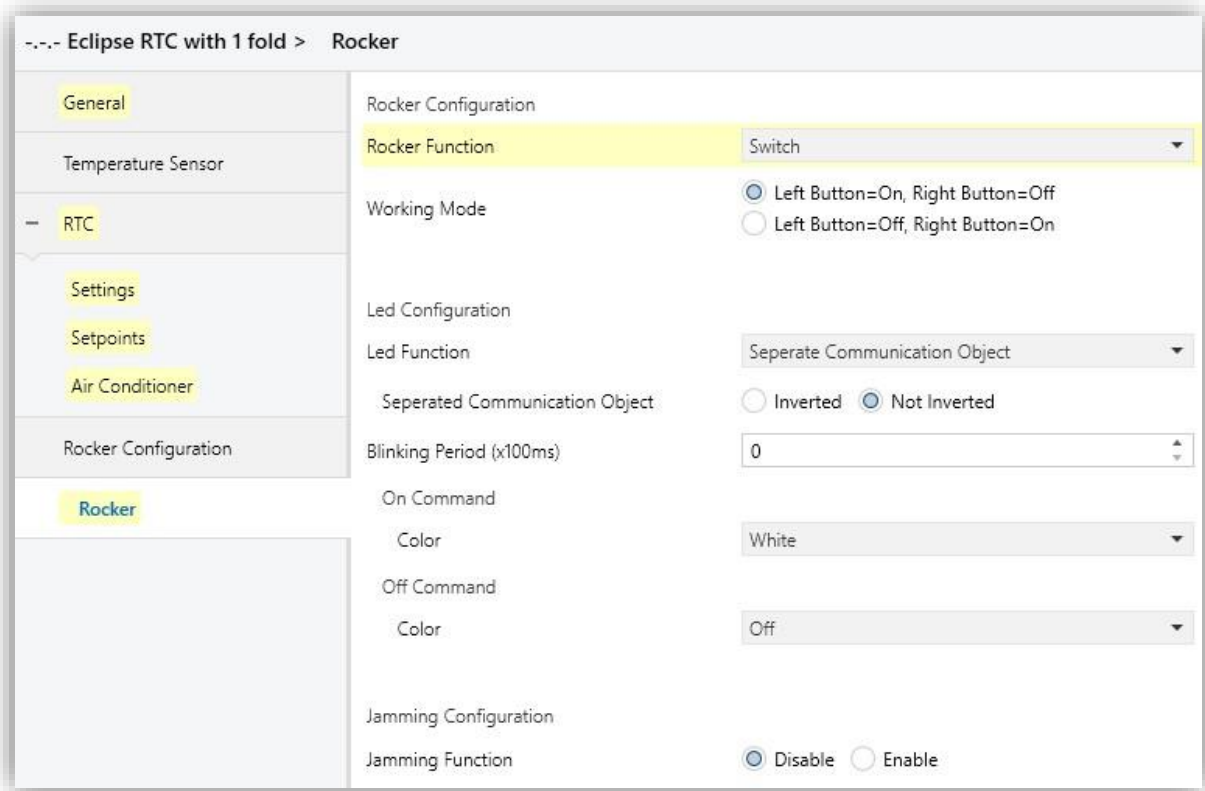 -.-.- Eclipse RTC with 1 fold > Rocker
General
Temperature Sensor
RTC
Settings
Setpoints
Air Conditioner
Rocker Configuration
Rocker
Rocker Configuration
Rocker Function Switch
Working Mode
Left Button=On, Right Button=Off
Left Button=Off, Right Button=On
Led Configuration
Led Function Seperate Communication Object
Seperated Communication Object Inverted Not Inverted
Blinking Period (x100ms) 0
On Command
Color White
Off Command
Color Off
Jamming Configuration
Jamming Function Disable Enable